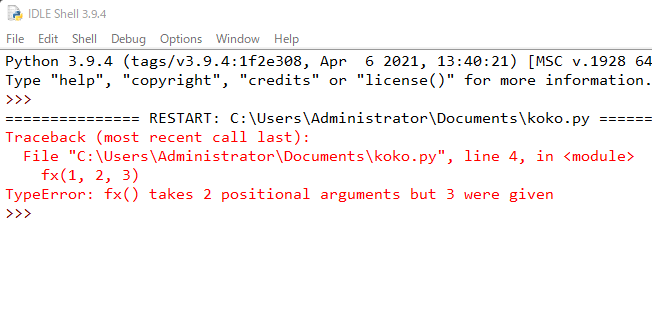 IDLE Shell 3.9.4
File Edit Shell Debug Options Window Help
Python 3.9.4 (tags/v3.9.4:1f2e308, Apr  6 2021, 13:40:21) [MSC v.1928 64
Type "help", "copyright", "credits" or "license()" for more information.
>>>
=============== RESTART: C:\Users\Administrator\Documents\koko.py ======
Traceback (most recent call last):
  File "C:\Users\Administrator\Documents\koko.py", line 4, in <module>
    fx(1, 2, 3)
TypeError: fx() takes 2 positional arguments but 3 were given
>>>